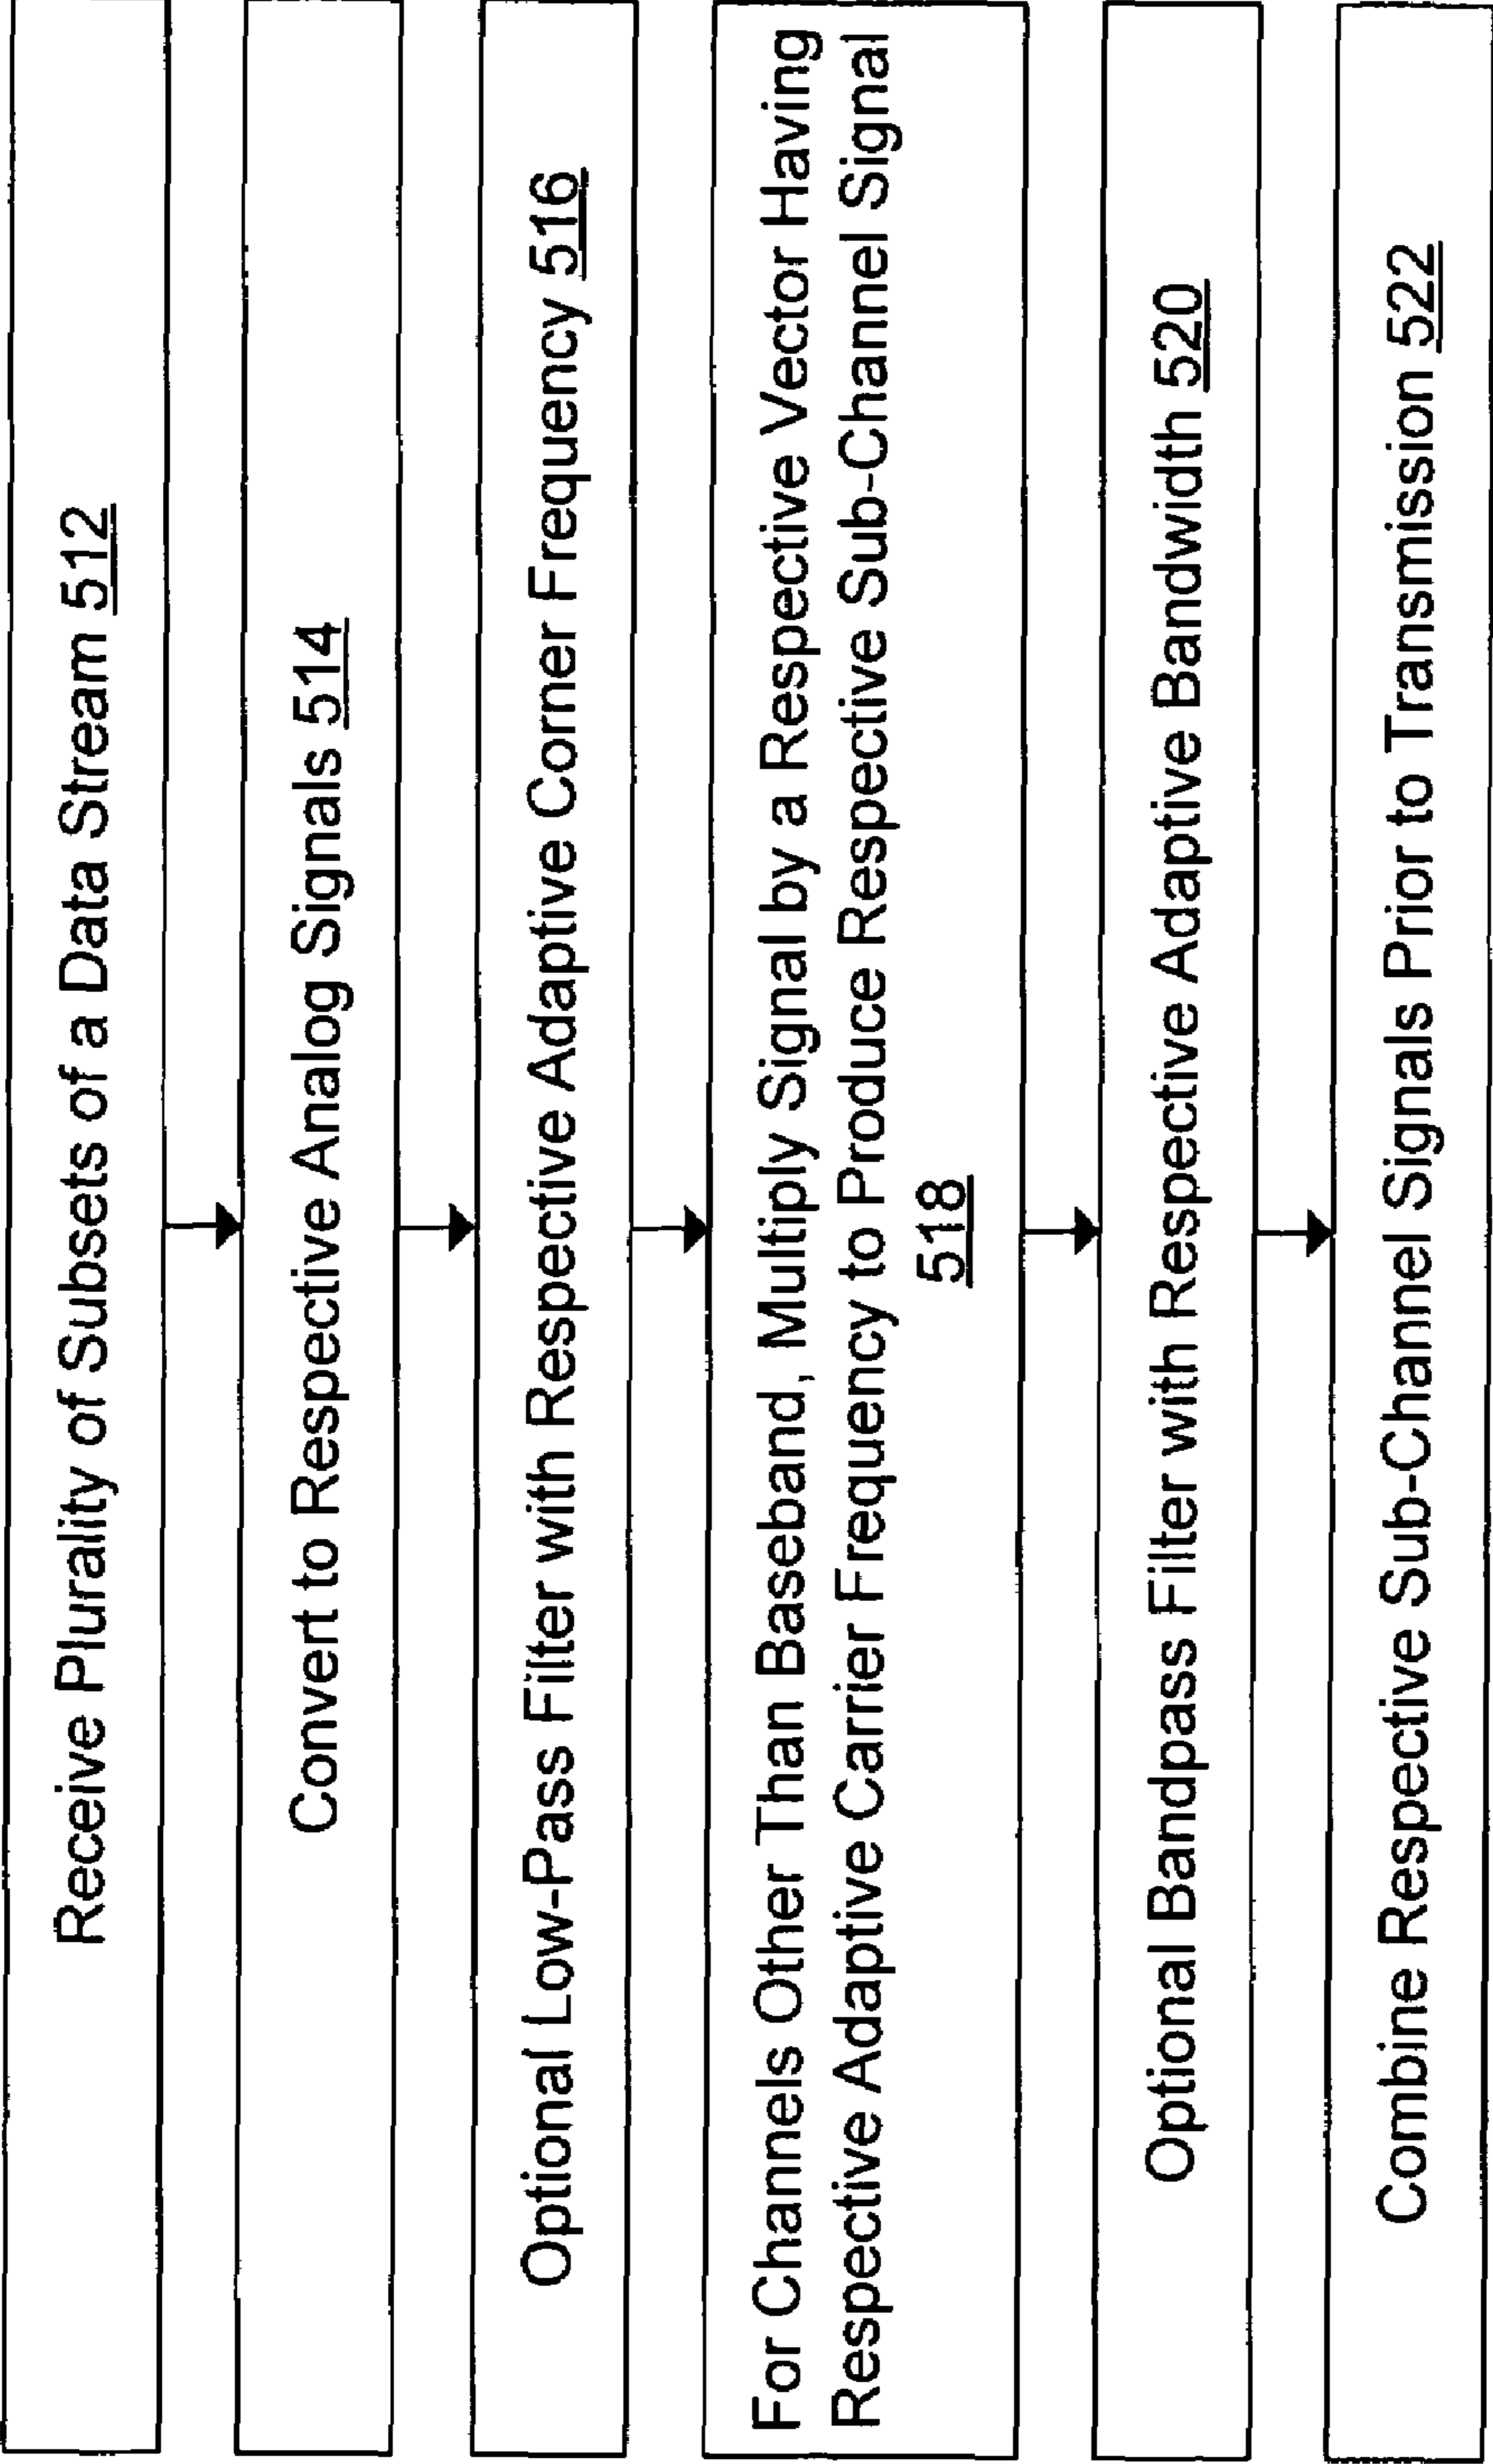 Receive Plurality of Subsets of a Data Stream 512
Convert to Respective Analog Signals 514
Optional Low-Pass Filter with Respective Adaptive Corner Frequency 516
For Channels Other Than Baseband, Multiply Signal by a Respective Vector Having
Respective Adaptive Carrier Frequency to Produce Respective Sub-Channel Signal
518
Optional Bandpass Filter with Respective Adaptive Bandwidth 520
Combine Respective Sub-Channel Signals Prior to Transmission 522